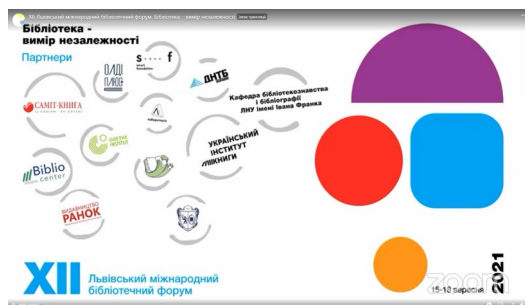 XII Львівський міжнародний бібліотечний форум. Бібліотека - вимір незалежності
Бібліотека -
вимір незалежності
Партнери
s····f
ДНТБ
САМІТ-КНИГА
Кафедра бібліотекознавства
і бібліографії
ЛНУ імені Івана Франка
УКРАЇНСЬКИЙ
ІНСТИТУТ
КНИГИ
Biblio
center
ВИДАВНИЦТВО
РАНОК
XII
Львівський міжнародний
бібліотечний форум
15-18 вересня
2021
zoom